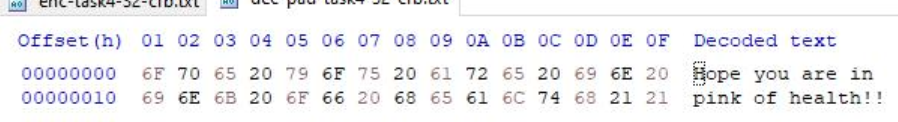 enc-task4-32-cfb.txt dec-pad-task4-32-cfb.txt
Offset(h) 01 02 03 04 05 06 07 08 09 0A 0B 0C 0D 0E 0F Decoded text
00000000 6F 70 65 20 79 6F 75 20 61 72 65 20 69 6E 20 Hope you are in
00000010 69 6E 6B 20 6F 66 20 68 65 61 6C 74 68 21 21 pink of health!!